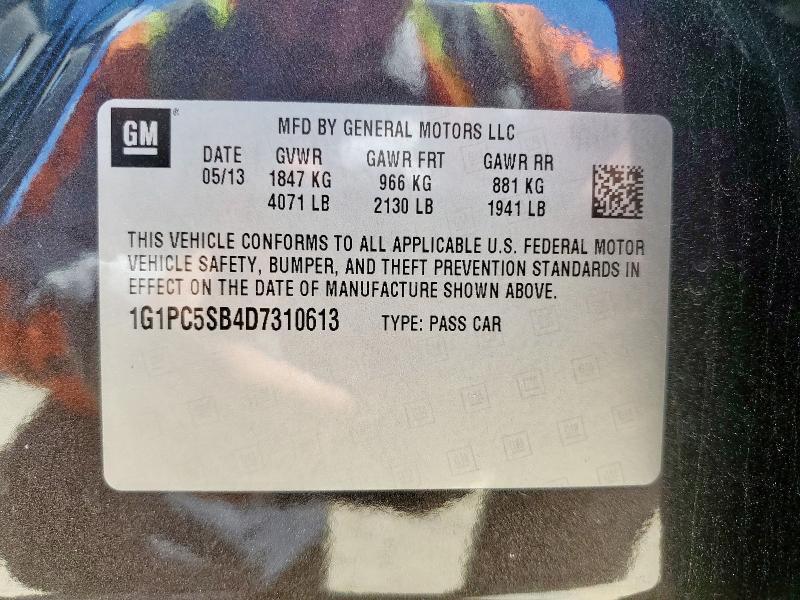 GM ®
MFD BY GENERAL MOTORS LLC
DATE GVWR GAWR FRT GAWR RR
05/13 1847 KG 966 KG 881 KG
4071 LB 2130 LB 1941 LB
THIS VEHICLE CONFORMS TO ALL APPLICABLE U.S. FEDERAL MOTOR
VEHICLE SAFETY, BUMPER, AND THEFT PREVENTION STANDARDS IN
EFFECT ON THE DATE OF MANUFACTURE SHOWN ABOVE.
1G1PC5SB4D7310613 TYPE: PASS CAR